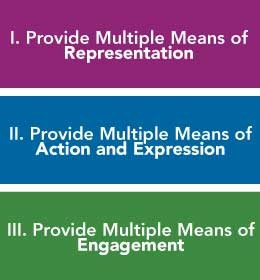 I. Provide Multiple Means of
Representation
II. Provide Multiple Means of
Action and Expression
III. Provide Multiple Means of
Engagement